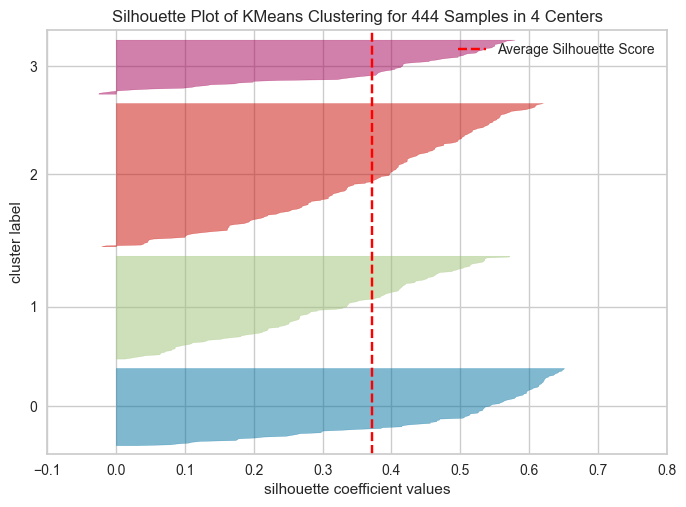 Silhouette Plot of KMeans Clustering for 444 Samples in 4 Centers
Average Silhouette Score
cluster label
3
2
1
0
−0.1 0.0 0.1 0.2 0.3 0.4 0.5 0.6 0.7 0.8
silhouette coefficient values